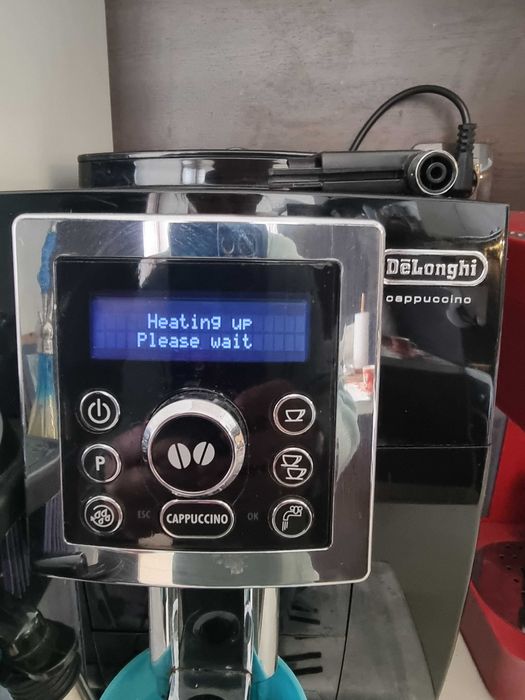 DeLonghi
cappuccino
Heating up
Please wait
P
ESC
CAPPUCCINO
OK